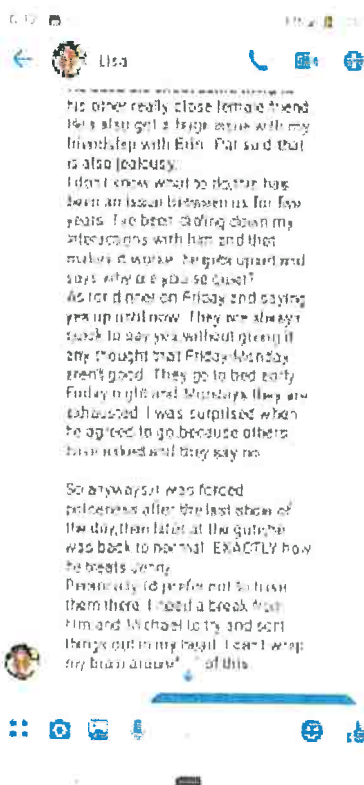 Lisa
his other really close female friend.
He's also got a huge issue with my
friendship with Erin. Pat said that
is also jealousy.
I don't know what to do, this has
been an issue between us for few
years. I've been dialing down my
interactions with him and that
makes it worse. he gets upset and
says why are you so quiet?
As for dinner on Friday and saying
yes up until now. They are always
quick to say yes without giving it
any thought that Friday-Monday
aren't good. They go to bed early
Friday night and Mondays they are
exhausted. I was surprised when
he agreed to go because others
have asked and they say no.
So anyways it was forced
politeness after the last show of
the day, then later at the
was back to normal. EXACTLY how
he treats Jenny.
Personally I'd prefer not to have
them there. I need a break from
him and Michael to try and sort
things out in my head. I can't wrap
my brain around of this